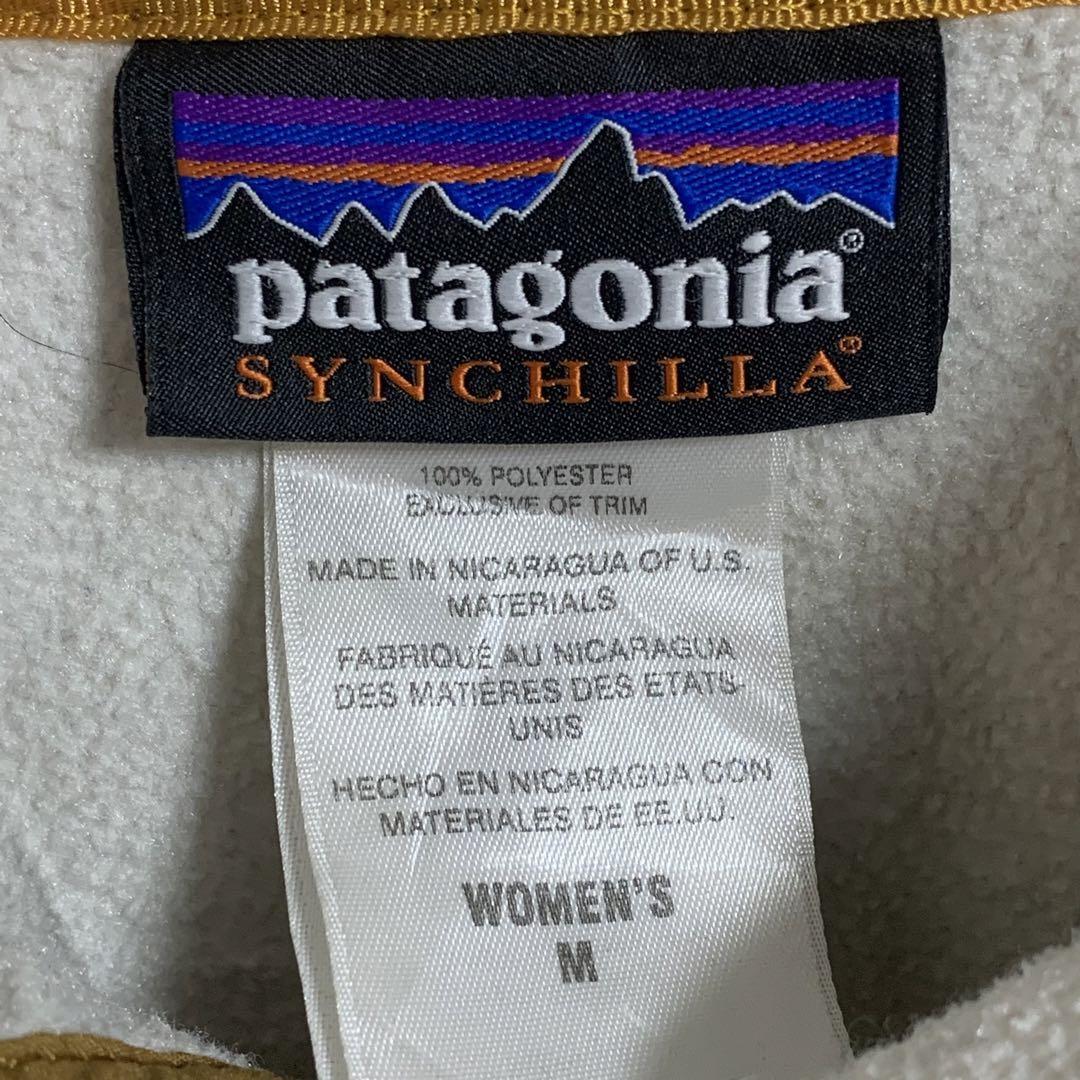 patagonia®
SYNCHILLA®
100% POLYESTER
EXCLUSIVE OF TRIM
MADE IN NICARAGUA OF U.S.
MATERIALS
FABRIQUÉ AU NICARAGUA
DES MATIÈRES DES ETATS-
UNIS
HECHO EN NICARAGUA CON
MATERIALES DE EE.UU.
WOMEN'S
M